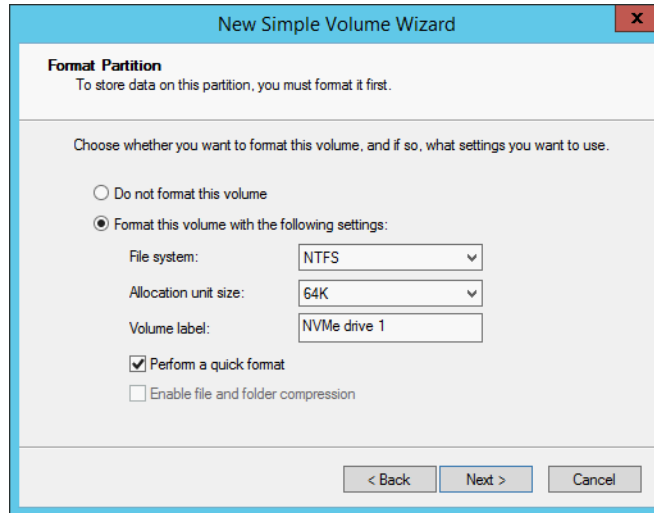 New Simple Volume Wizard
x
Format Partition
To store data on this partition, you must format it first.
Choose whether you want to format this volume, and if so, what settings you want to use.
Do not format this volume
Format this volume with the following settings:
File system: NTFS
Allocation unit size: 64K
Volume label: NVMe drive 1
Perform a quick format
Enable file and folder compression
< Back Next > Cancel